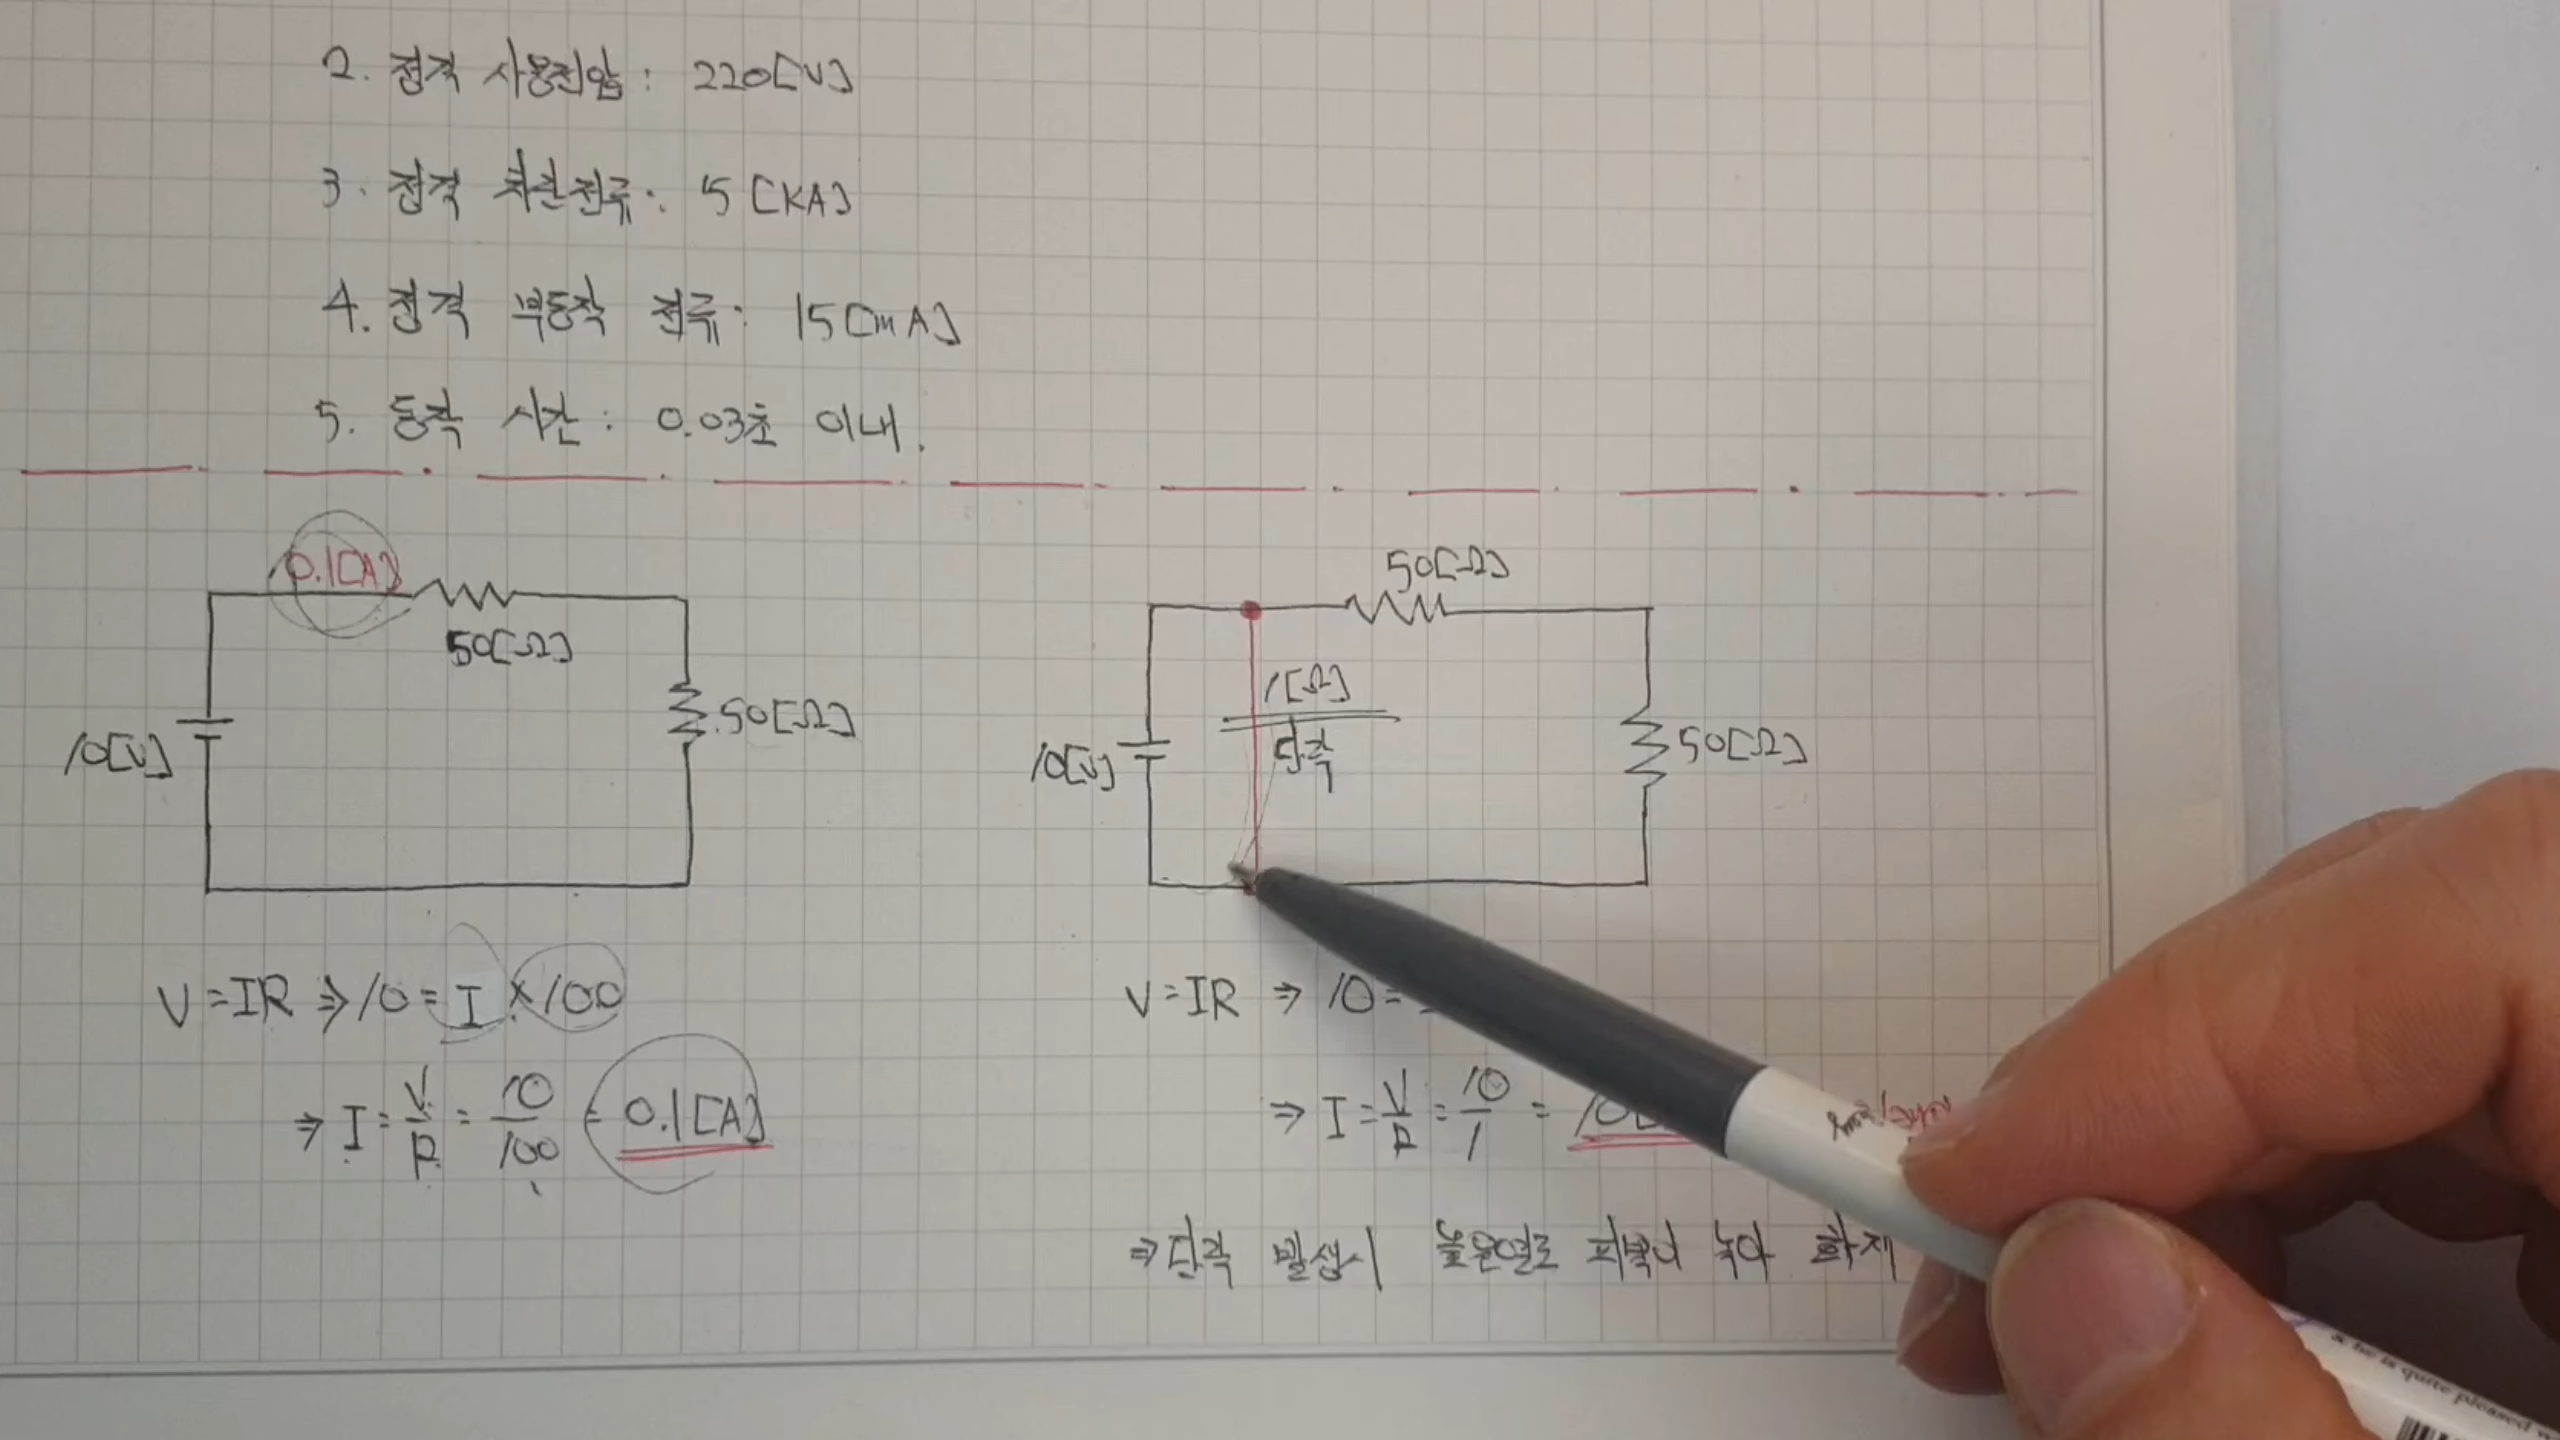 2. 정격 사용전압 : 220[V]
3. 정격 차단전류 : 5[KA]
4. 정격 부동작 전류 : 15[mA]
5. 동작 시간 : 0.03초 이내.
0.1[A]
50[Ω]
50[Ω]
10[V]
50[Ω]
1[Ω]
단락
10[V]
50[Ω]
V=IR ⇒ 10 = I × 100
⇒ I = V/R = 10/100 = 0.1[A]
V=IR ⇒ 10 =
⇒ I = V/R = 10/1 = 10[
⇒ 단락 발생시 높은열로 피복이 녹아 화재